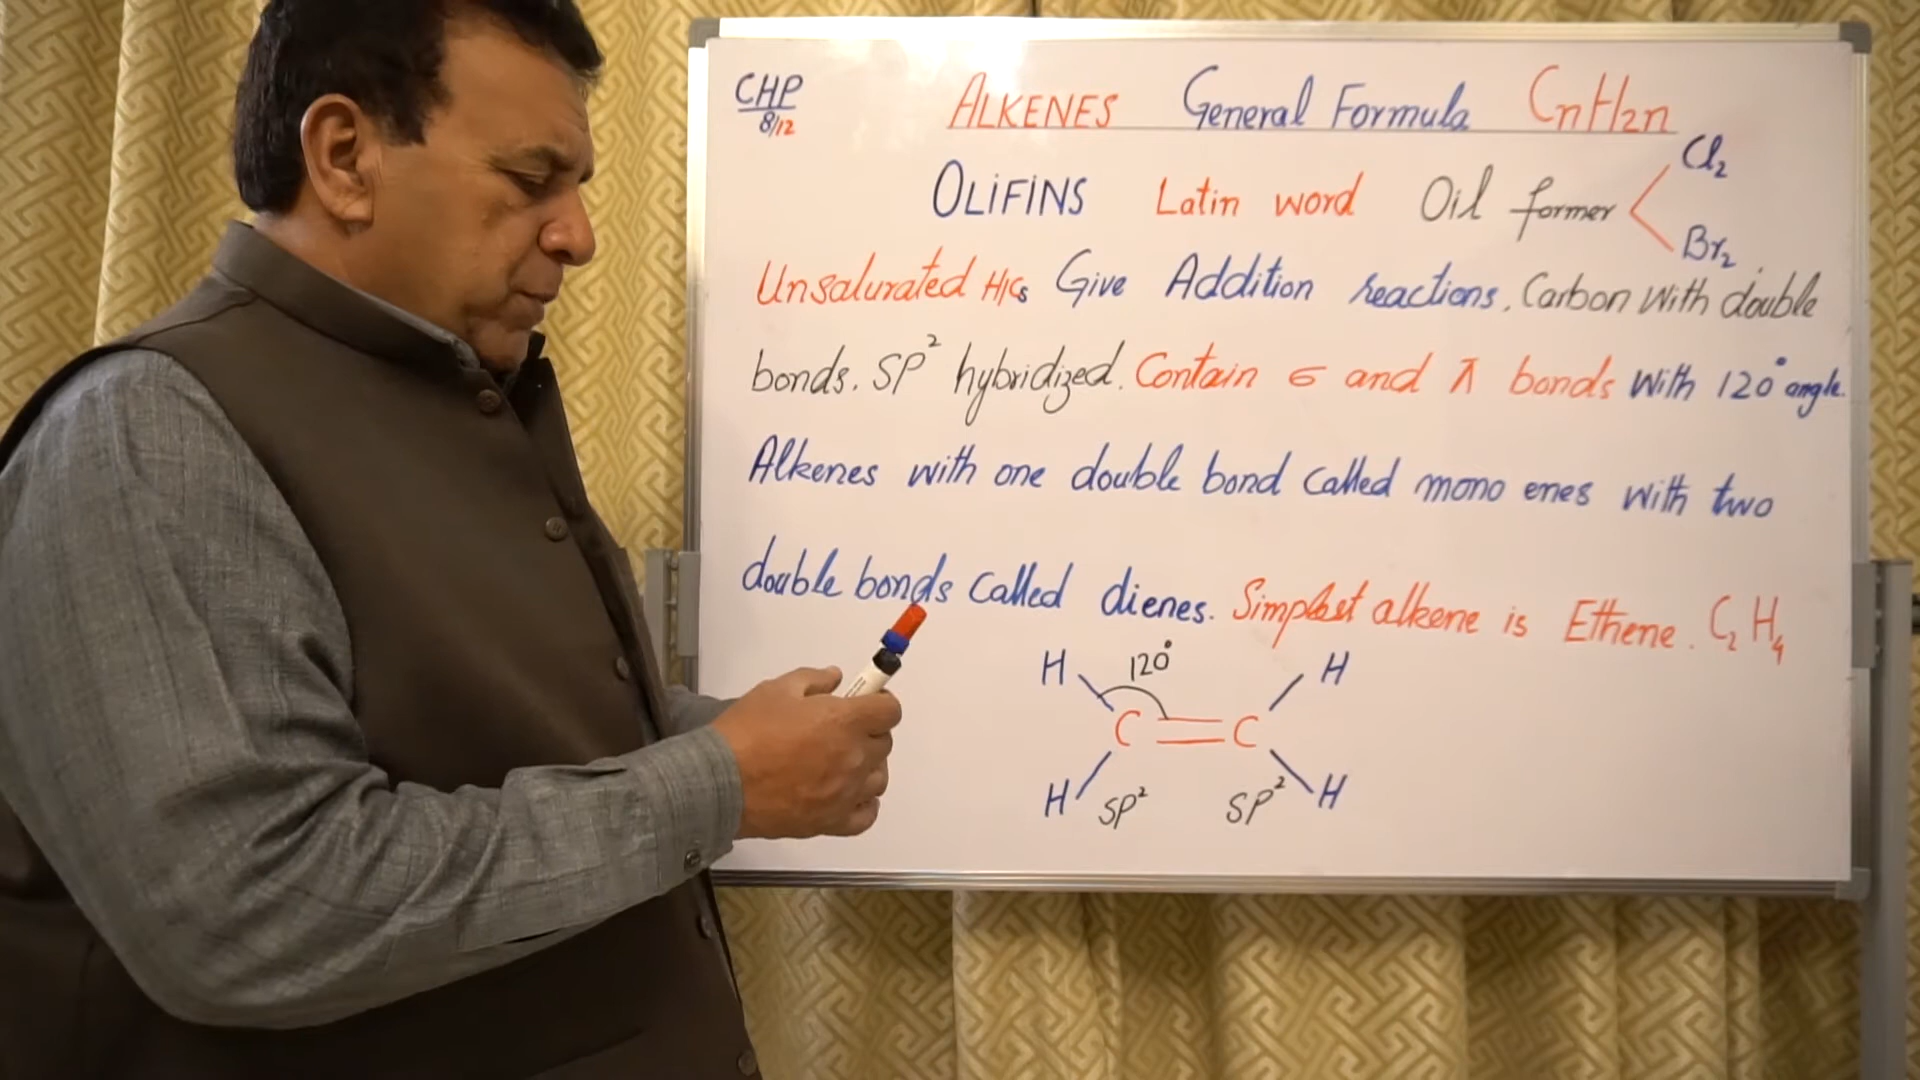 CHP
8/12
ALKENES General Formula CnH2n
OLiFiNS Latin word Oil former Cl2
Br2
Unsalurated H/Cs Give Addition reactions. Carbon With double
bonds. SP² hybridized. Contain σ and π bonds With 120° angle.
Alkenes with one double bond called mono enes with two
double bonds called dienes. Simplest alkene is Ethene. C2H4
H 120° H
C = C
H SP² SP² H